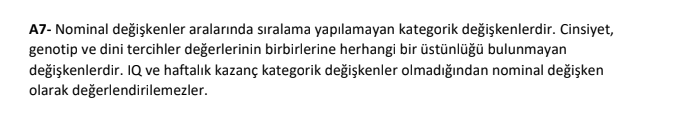 A7- Nominal değişkenler aralarında sıralama yapılamayan kategorik değişkenlerdir. Cinsiyet,
genotip ve dini tercihler değerlerinin birbirlerine herhangi bir üstünlüğü bulunmayan
değişkenlerdir. IQ ve haftalık kazanç kategorik değişkenler olmadığından nominal değişken
olarak değerlendirilemezler.